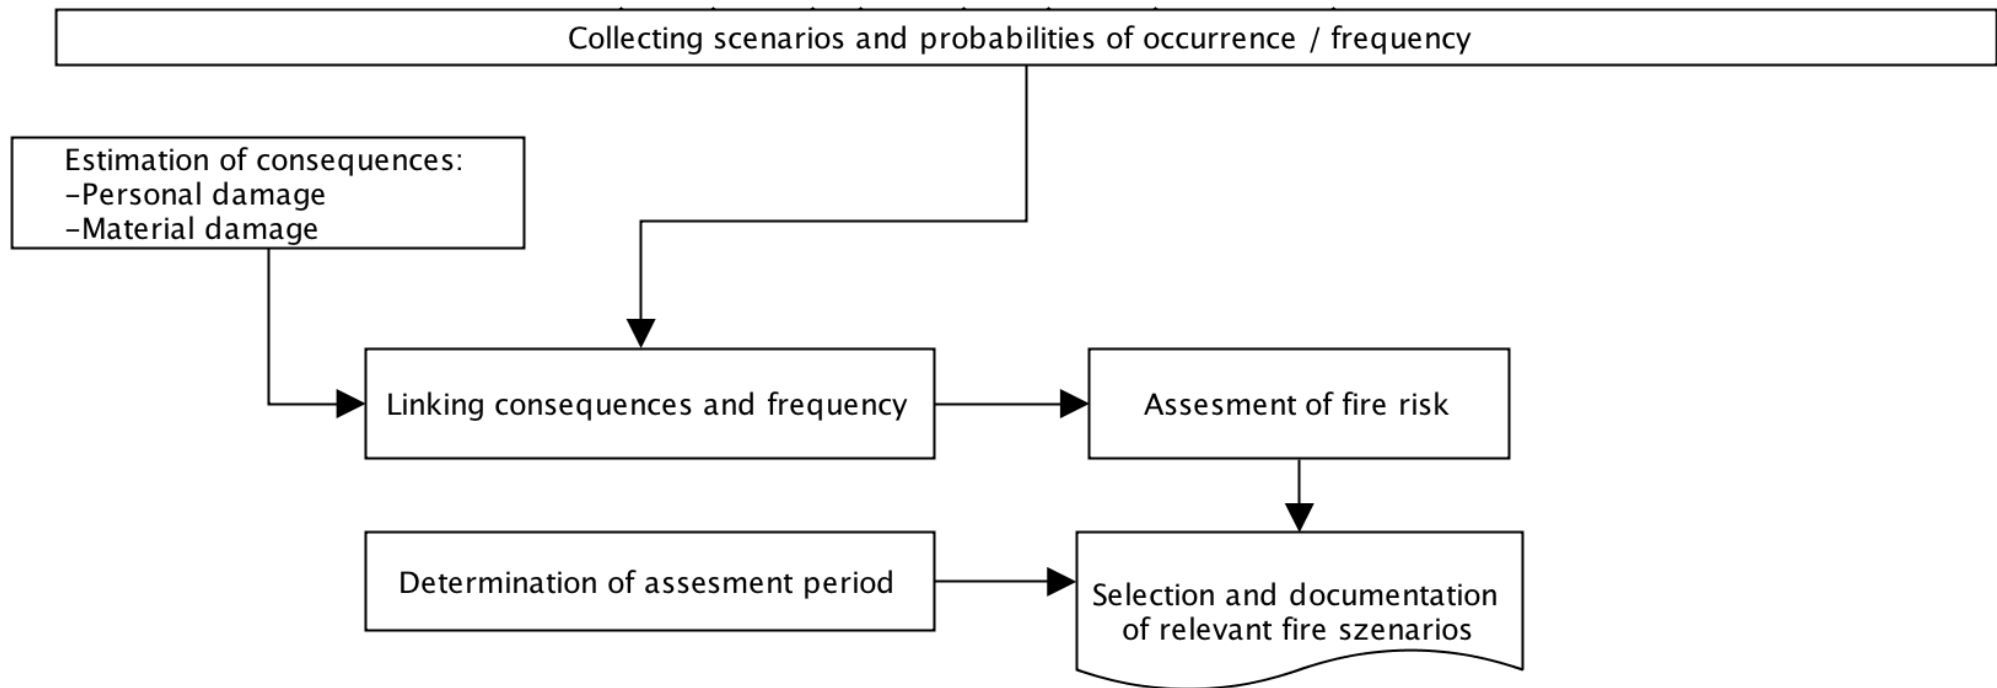 Collecting scenarios and probabilities of occurrence / frequency
Estimation of consequences:
–Personal damage
–Material damage
Linking consequences and frequency
Assesment of fire risk
Determination of assesment period
Selection and documentation
of relevant fire szenarios